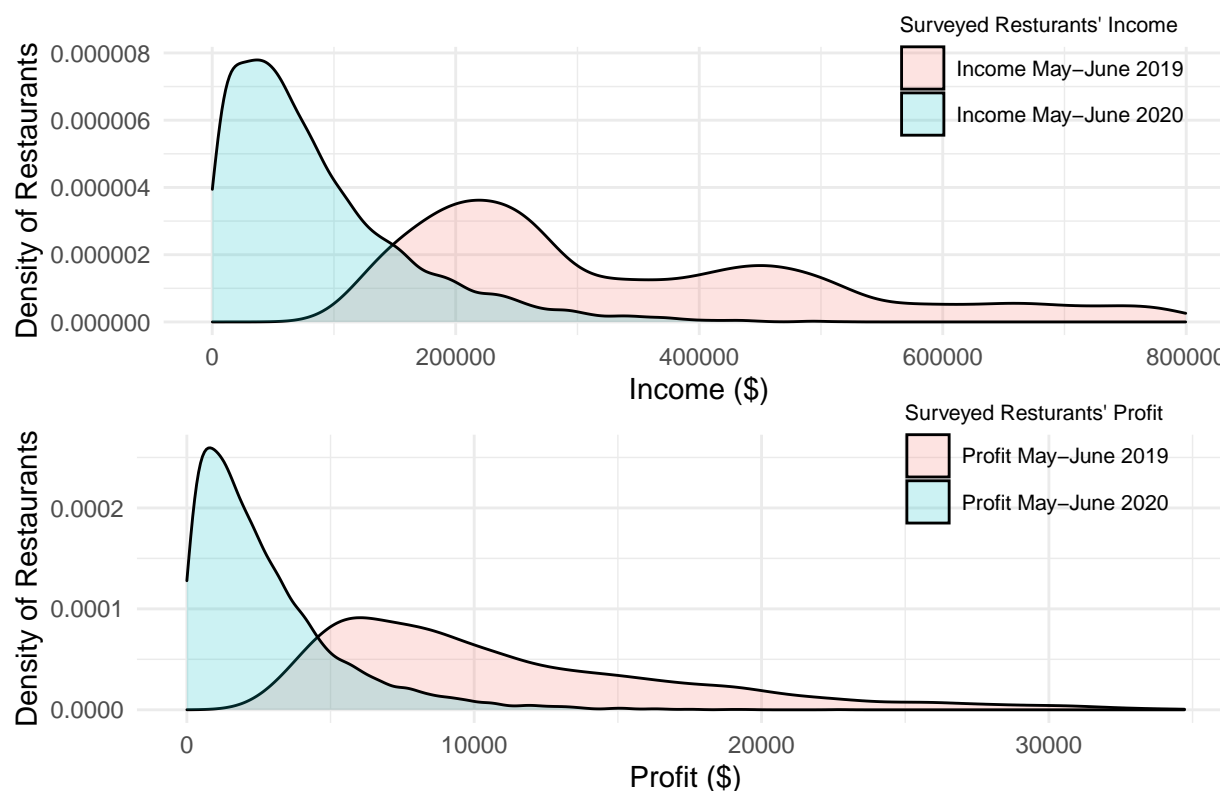 Surveyed Resturants' Income
Income May−June 2019
Income May−June 2020
Density of Restaurants
0.000008
0.000006
0.000004
0.000002
0.000000
0 200000 400000 600000 800000
Income ($)
Surveyed Resturants' Profit
Profit May−June 2019
Profit May−June 2020
Density of Restaurants
0.0002
0.0001
0.0000
0 10000 20000 30000
Profit ($)